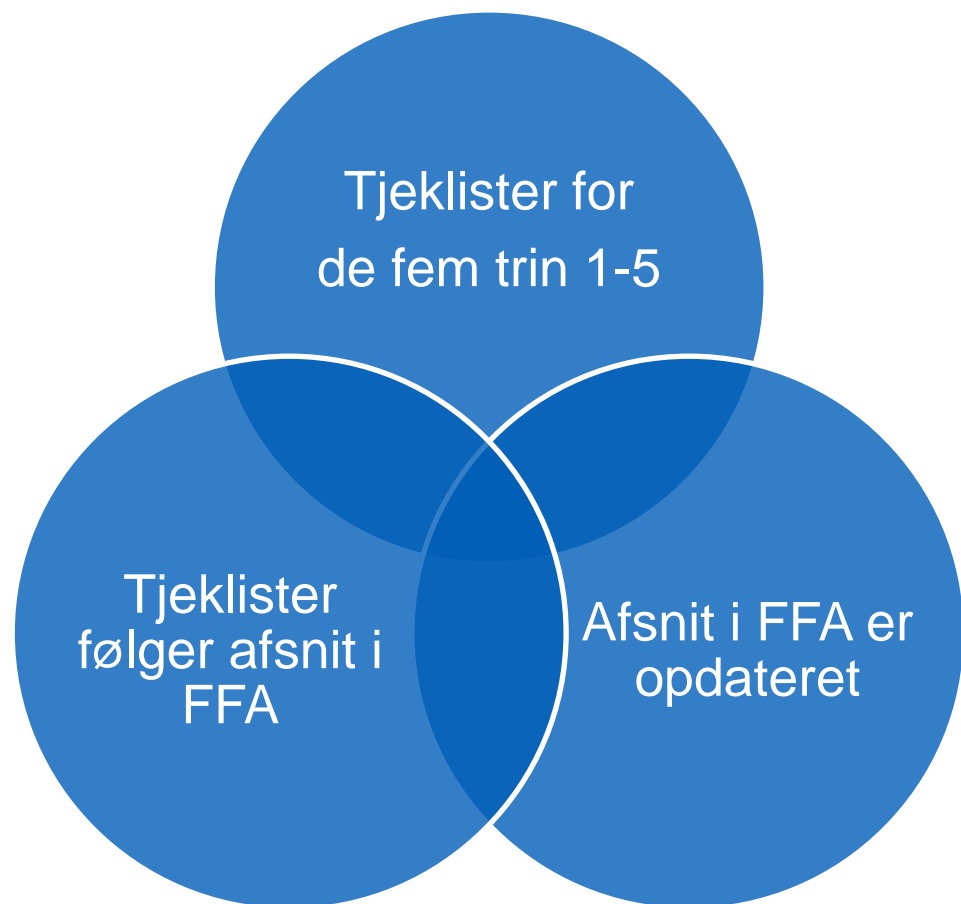 Tjeklister for
de fem trin 1-5
Tjeklister
følger afsnit i
FFA
Afsnit i FFA er
opdateret